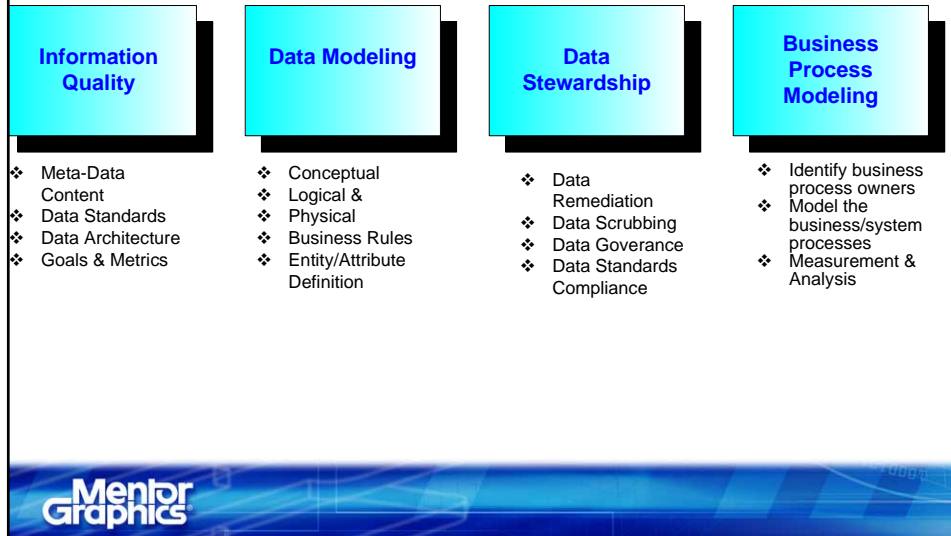 Information
Quality
Data Modeling
Data
Stewardship
Business
Process
Modeling
❖ Meta-Data
Content
❖ Data Standards
❖ Data Architecture
❖ Goals & Metrics
❖ Conceptual
❖ Logical &
❖ Physical
❖ Business Rules
❖ Entity/Attribute
Definition
❖ Data
Remediation
❖ Data Scrubbing
❖ Data Goverance
❖ Data Standards
Compliance
❖ Identify business
process owners
❖ Model the
business/system
processes
❖ Measurement &
Analysis
Mentor
Graphics